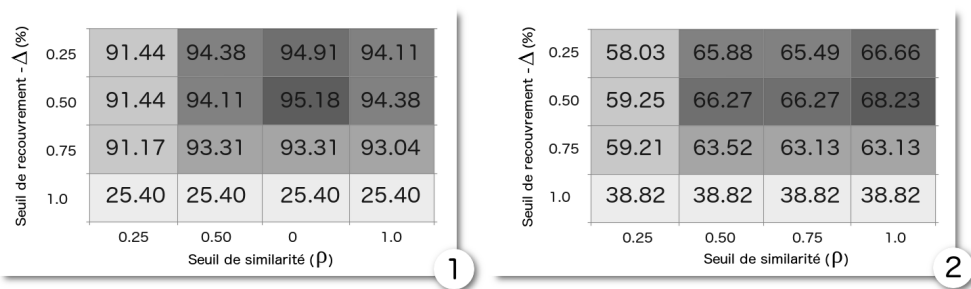 Seuil de recouvrement - Δ (%)
0.25 91.44 94.38 94.91 94.11
0.50 91.44 94.11 95.18 94.38
0.75 91.17 93.31 93.31 93.04
1.0 25.40 25.40 25.40 25.40
0.25 0.50 0 1.0
Seuil de similarité (ρ)
1
Seuil de recouvrement - Δ (%)
0.25 58.03 65.88 65.49 66.66
0.50 59.25 66.27 66.27 68.23
0.75 59.21 63.52 63.13 63.13
1.0 38.82 38.82 38.82 38.82
0.25 0.50 0.75 1.0
Seuil de similarité (ρ)
2